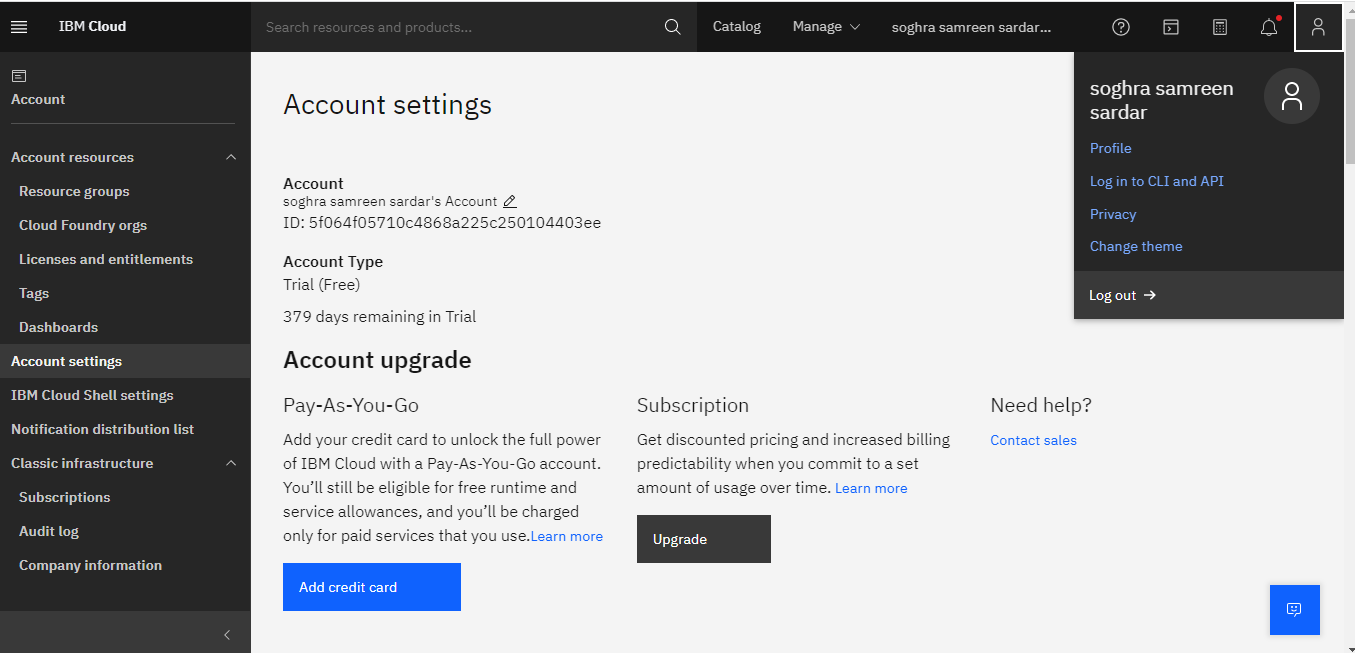 IBM Cloud
Search resources and products...
Catalog
Manage
soghra samreen sardar...
Account
Account resources
Resource groups
Cloud Foundry orgs
Licenses and entitlements
Tags
Dashboards
Account settings
IBM Cloud Shell settings
Notification distribution list
Classic infrastructure
Subscriptions
Audit log
Company information
Account settings
Account
soghra samreen sardar's Account
ID: 5f064f05710c4868a225c250104403ee
Account Type
Trial (Free)
379 days remaining in Trial
Account upgrade
Pay-As-You-Go
Add your credit card to unlock the full power
of IBM Cloud with a Pay-As-You-Go account.
You’ll still be eligible for free runtime and
service allowances, and you’ll be charged
only for paid services that you use.Learn more
Add credit card
Subscription
Get discounted pricing and increased billing
predictability when you commit to a set
amount of usage over time. Learn more
Upgrade
Need help?
Contact sales
soghra samreen
sardar
Profile
Log in to CLI and API
Privacy
Change theme
Log out